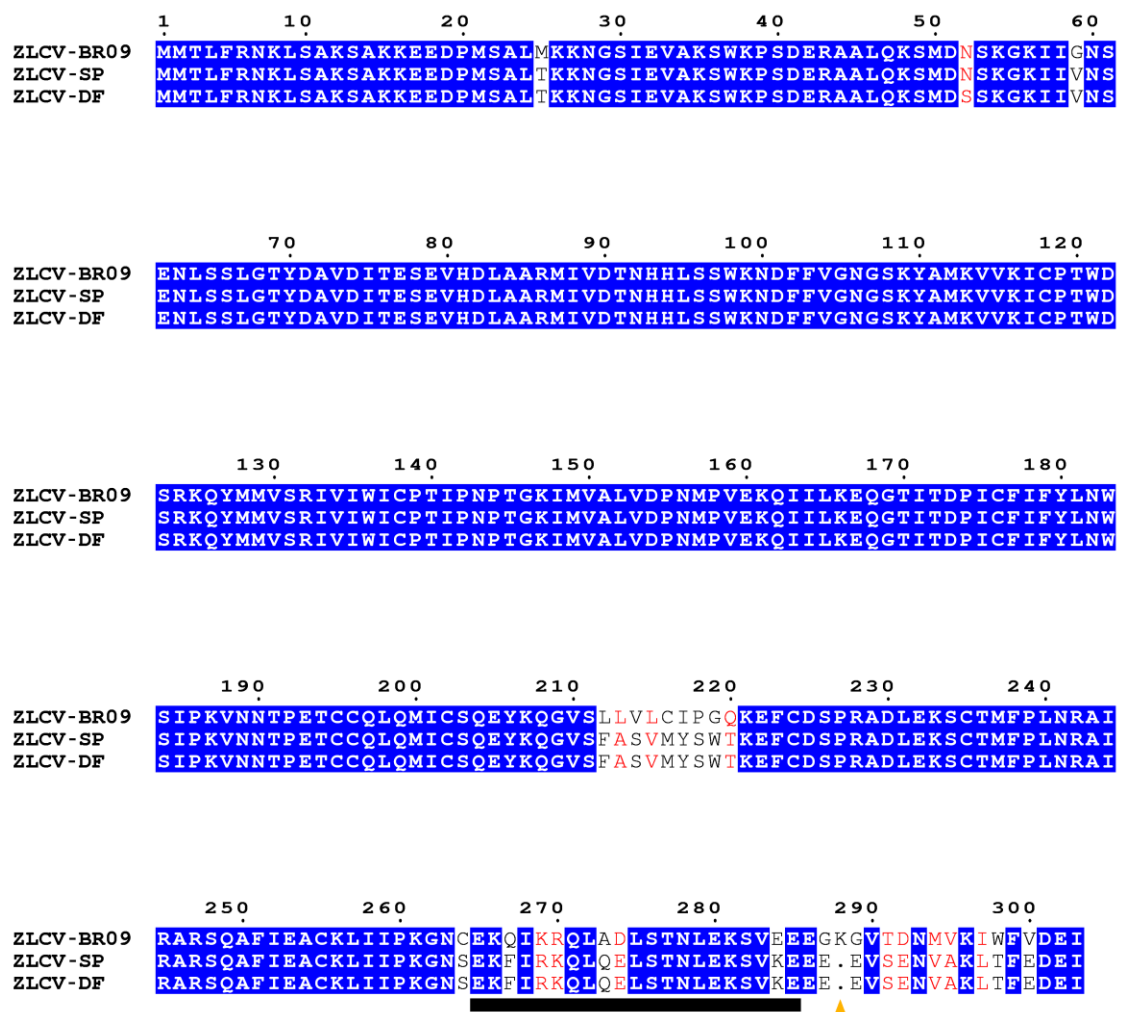 1 10 20 30 40 50 60
ZLCV-BR09 MMTLFRNKLSAKSAKKEEDPMSALMKKNGSIEVAKSWKPSDERAALQKSMDNSKGKIIGNS
ZLCV-SP MMTLFRNKLSAKSAKKEEDPMSALTKKNGSIEVAKSWKPSDERAALQKSMDNSKGKIIVNS
ZLCV-DF MMTLFRNKLSAKSAKKEEDPMSALTKKNGSIEVAKSWKPSDERAALQKSMDSSKGKIIVNS
70 80 90 100 110 120
ZLCV-BR09 ENLSSLGTYDAVDITESEVHDLAARMIVDTNHHLSSWKNDFFVGNGSKYAMKVVKICPTWD
ZLCV-SP ENLSSLGTYDAVDITESEVHDLAARMIVDTNHHLSSWKNDFFVGNGSKYAMKVVKICPTWD
ZLCV-DF ENLSSLGTYDAVDITESEVHDLAARMIVDTNHHLSSWKNDFFVGNGSKYAMKVVKICPTWD
130 140 150 160 170 180
ZLCV-BR09 SRKQYMMVSRIVIWICPTIPNPTGKIMVALVDPNMPVEKQIILKEQGTITDPICFIFYLNW
ZLCV-SP SRKQYMMVSRIVIWICPTIPNPTGKIMVALVDPNMPVEKQIILKEQGTITDPICFIFYLNW
ZLCV-DF SRKQYMMVSRIVIWICPTIPNPTGKIMVALVDPNMPVEKQIILKEQGTITDPICFIFYLNW
190 200 210 220 230 240
ZLCV-BR09 SIPKVNNTPETCCQLQMICSQEYKQGVSLLVLCIPGQKEFCDSPRADLEKSCTMFPLNRAI
ZLCV-SP SIPKVNNTPETCCQLQMICSQEYKQGVSFASVMYSWTKEFCDSPRADLEKSCTMFPLNRAI
ZLCV-DF SIPKVNNTPETCCQLQMICSQEYKQGVSFASVMYSWTKEFCDSPRADLEKSCTMFPLNRAI
250 260 270 280 290 300
ZLCV-BR09 RARSQAFIEACKLIIPKGNCEKQIKRQLADLSTNLEKSVEEEGKGVTDNMVKIWFVDEI
ZLCV-SP RARSQAFIEACKLIIPKGNSEKFIRKQLQELSTNLEKSVKEEE.EVSENVAKLTFEDEI
ZLCV-DF RARSQAFIEACKLIIPKGNSEKFIRKQLQELSTNLEKSVKEEE.EVSENVAKLTFEDEI